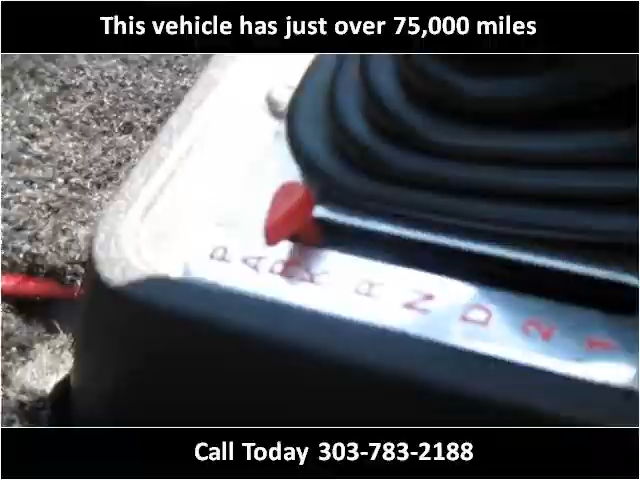 This vehicle has just over 75,000 miles
PARK R N D 2 1
Call Today 303-783-2188